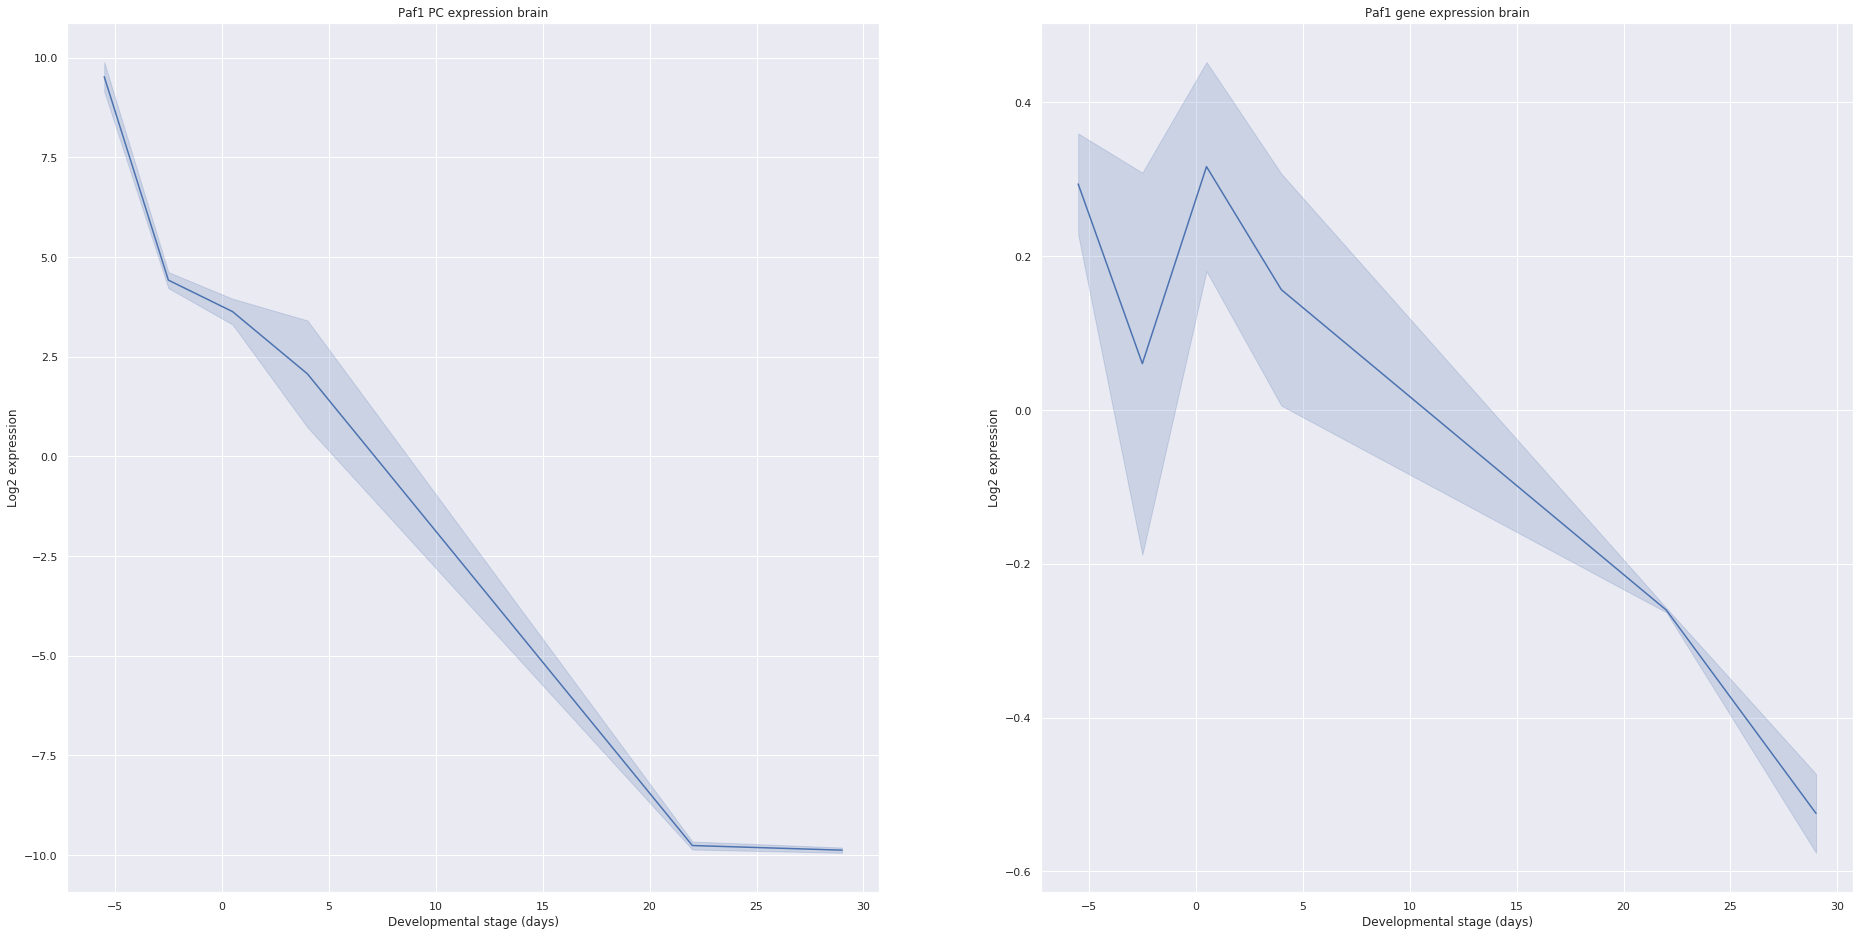 Paf1 PC expression brain
10.0
7.5
5.0
2.5
0.0
−2.5
−5.0
−7.5
−10.0
Log2 expression
−5 0 5 10 15 20 25 30
Developmental stage (days)
Paf1 gene expression brain
0.4
0.2
0.0
−0.2
−0.4
−0.6
Log2 expression
−5 0 5 10 15 20 25 30
Developmental stage (days)